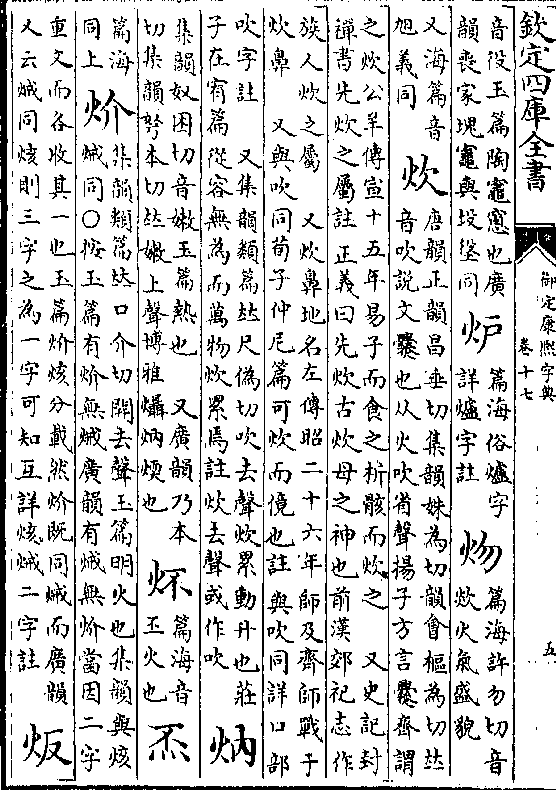 欽定四庫全書
御定康熙字典
卷十七
五
音役玉篇陶竈窻也廣
韻喪家塊竈與垼㙠同
炉
篇海俗爐字
詳爐字註
炀
篇海許勿切音
炊火氣盛貌
又海篇音
旭義同
炊
唐韻正韻昌垂切集韻姝為切韻會樞為切𠀤
音吹說文爨也从火吹省聲揚子方言爨齊謂
之炊公羊傳宣十五年易子而食之析骸而炊之　又史記封
禪書先炊之屬註正義曰先炊古炊母之神也前漢郊祀志作
族人炊之屬　又炊鼻地名左傳昭二十六年師及齊師戰于
炊鼻　又與吹同荀子仲尼篇可炊而傹也註與吹同詳口部
吹字註　又集韻類篇𠀤尺偽切吹去聲炊累動升也莊
子在宥篇從容無為而萬物炊累焉註炊去聲或作吹
炳
集韻奴困切音嫩玉篇熱也　又廣韻乃本
切集韻弩本切𠀤嫩上聲博雅㷟炳煗也
炋
篇海音
丕火也
㶨
篇海
同上
炌
集韻類篇𠀤口介切開去聲玉篇明火也集韻與烗
烕同○按玉篇有炌無烕廣韻有烕無炌當因二字
重文而各收其一也玉篇炌烗分載然炌既同烕而廣韻
又云烕同烗則三字之為一字可知互詳烗烕二字註
㶽